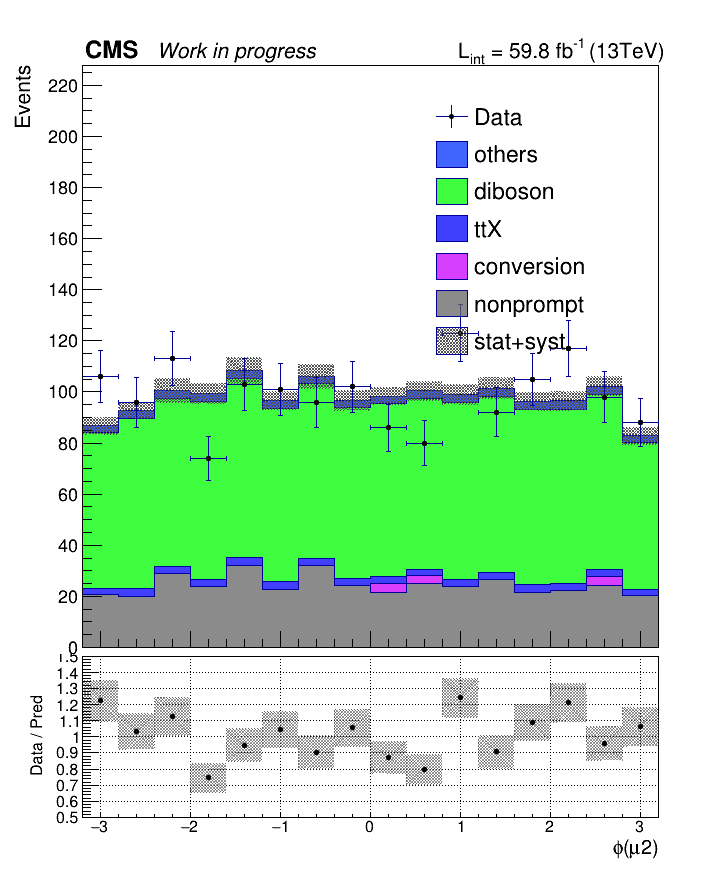 CMS Work in progress L_int = 59.8 fb^-1 (13TeV)
Events
220
200
180
160
140
120
100
80
60
40
20
0
Data
others
diboson
ttX
conversion
nonprompt
stat+syst
Data / Pred
1.5
1.4
1.3
1.2
1.1
1
0.9
0.8
0.7
0.6
0.5
−3 −2 −1 0 1 2 3
ϕ(μ2)